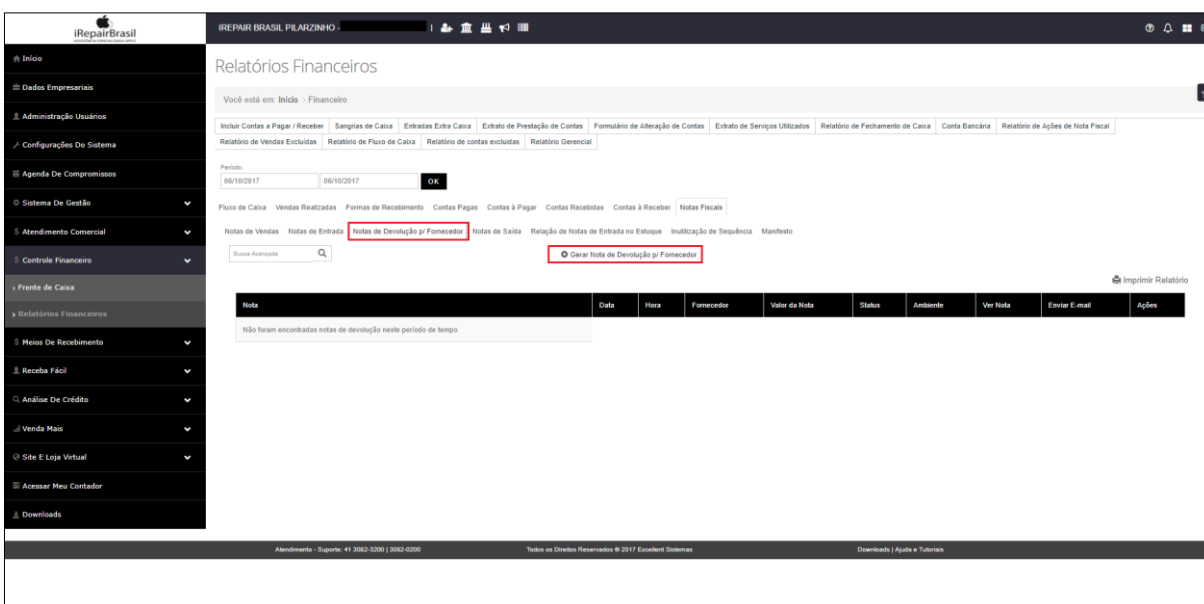 iRepairBrasil
ASSISTÊNCIA ESPECIALIZADA APPLE
IREPAIR BRASIL PILARZINHO -
Início
Dados Empresariais
Administração Usuários
Configurações Do Sistema
Agenda De Compromissos
Sistema De Gestão
Atendimento Comercial
Controle Financeiro
› Frente de Caixa
› Relatórios Financeiros
Meios De Recebimento
Receba Fácil
Análise De Crédito
Venda Mais
Site E Loja Virtual
Acessar Meu Contador
Downloads
Relatórios Financeiros
Você está em: Início > Financeiro
Incluir Contas a Pagar / Receber Sangrias de Caixa Entradas Extra Caixa Extrato de Prestação de Contas Formulário de Alteração de Contas Extrato de Serviços Utilizados Relatório de Fechamento de Caixa Conta Bancária Relatório de Ações de Nota Fiscal
Relatório de Vendas Excluídas Relatório de Fluxo de Caixa Relatório de contas excluidas Relatório Gerencial
Período:
06/10/2017 06/10/2017 OK
Fluxo de Caixa Vendas Realizadas Formas de Recebimento Contas Pagas Contas à Pagar Contas Recebidas Contas à Receber Notas Fiscais
Notas de Vendas Notas de Entrada Notas de Devolução p/ Fornecedor Notas de Saída Relação de Notas de Entrada no Estoque Inutilização de Sequência Manifesto
Busca Avançada Gerar Nota de Devolução p/ Fornecedor
Imprimir Relatório
Nota Data Hora Fornecedor Valor da Nota Status Ambiente Ver Nota Enviar E-mail Ações
Não foram encontradas notas de devolução neste período de tempo
Atendimento - Suporte: 41 3082-3200 | 3082-0200 Todos os Direitos Reservados © 2017 Excellent Sistemas Downloads | Ajuda e Tutoriais